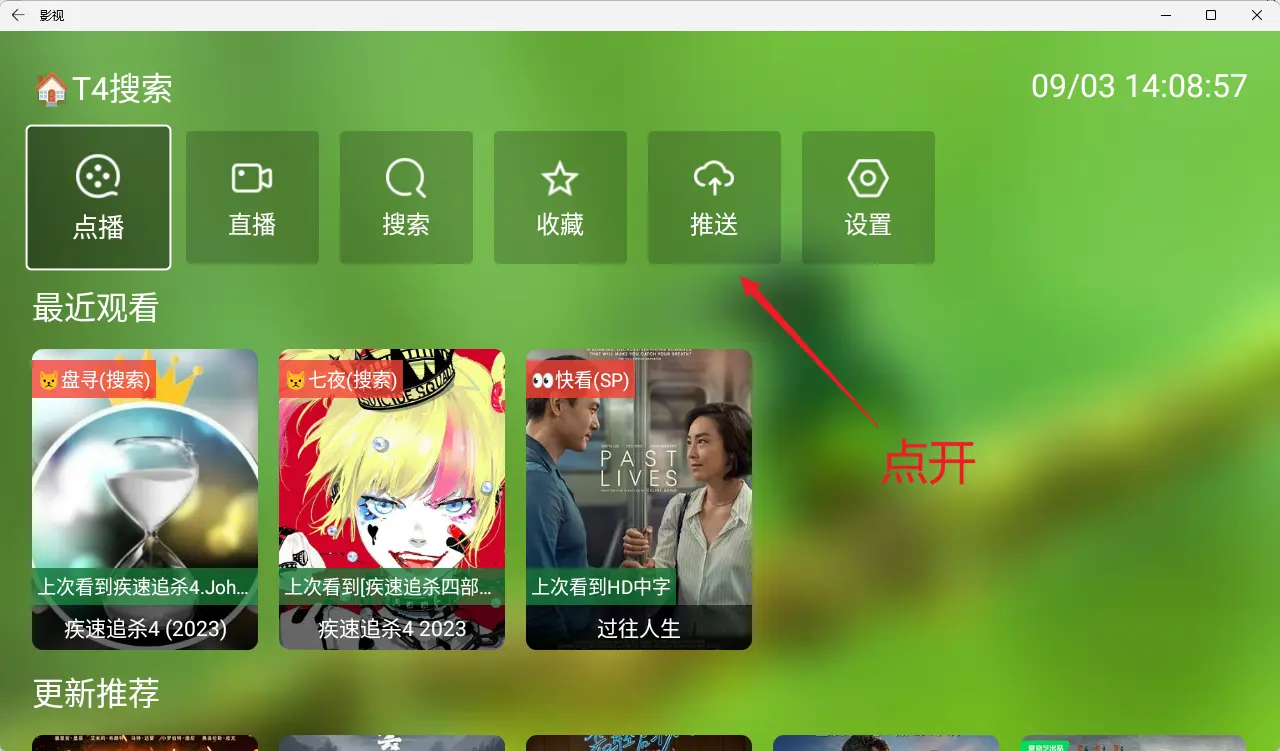 影视
T4搜索
09/03 14:08:57
点播
直播
搜索
收藏
推送
设置
最近观看
点开
盘寻(搜索)
七夜(搜索)
快看(SP)
SUICIDE SQUAD
PAST
LIVES
上次看到疾速追杀4.Joh...
上次看到[疾速追杀四部...
上次看到HD中字
疾速追杀4 (2023)
疾速追杀4 2023
过往人生
更新推荐